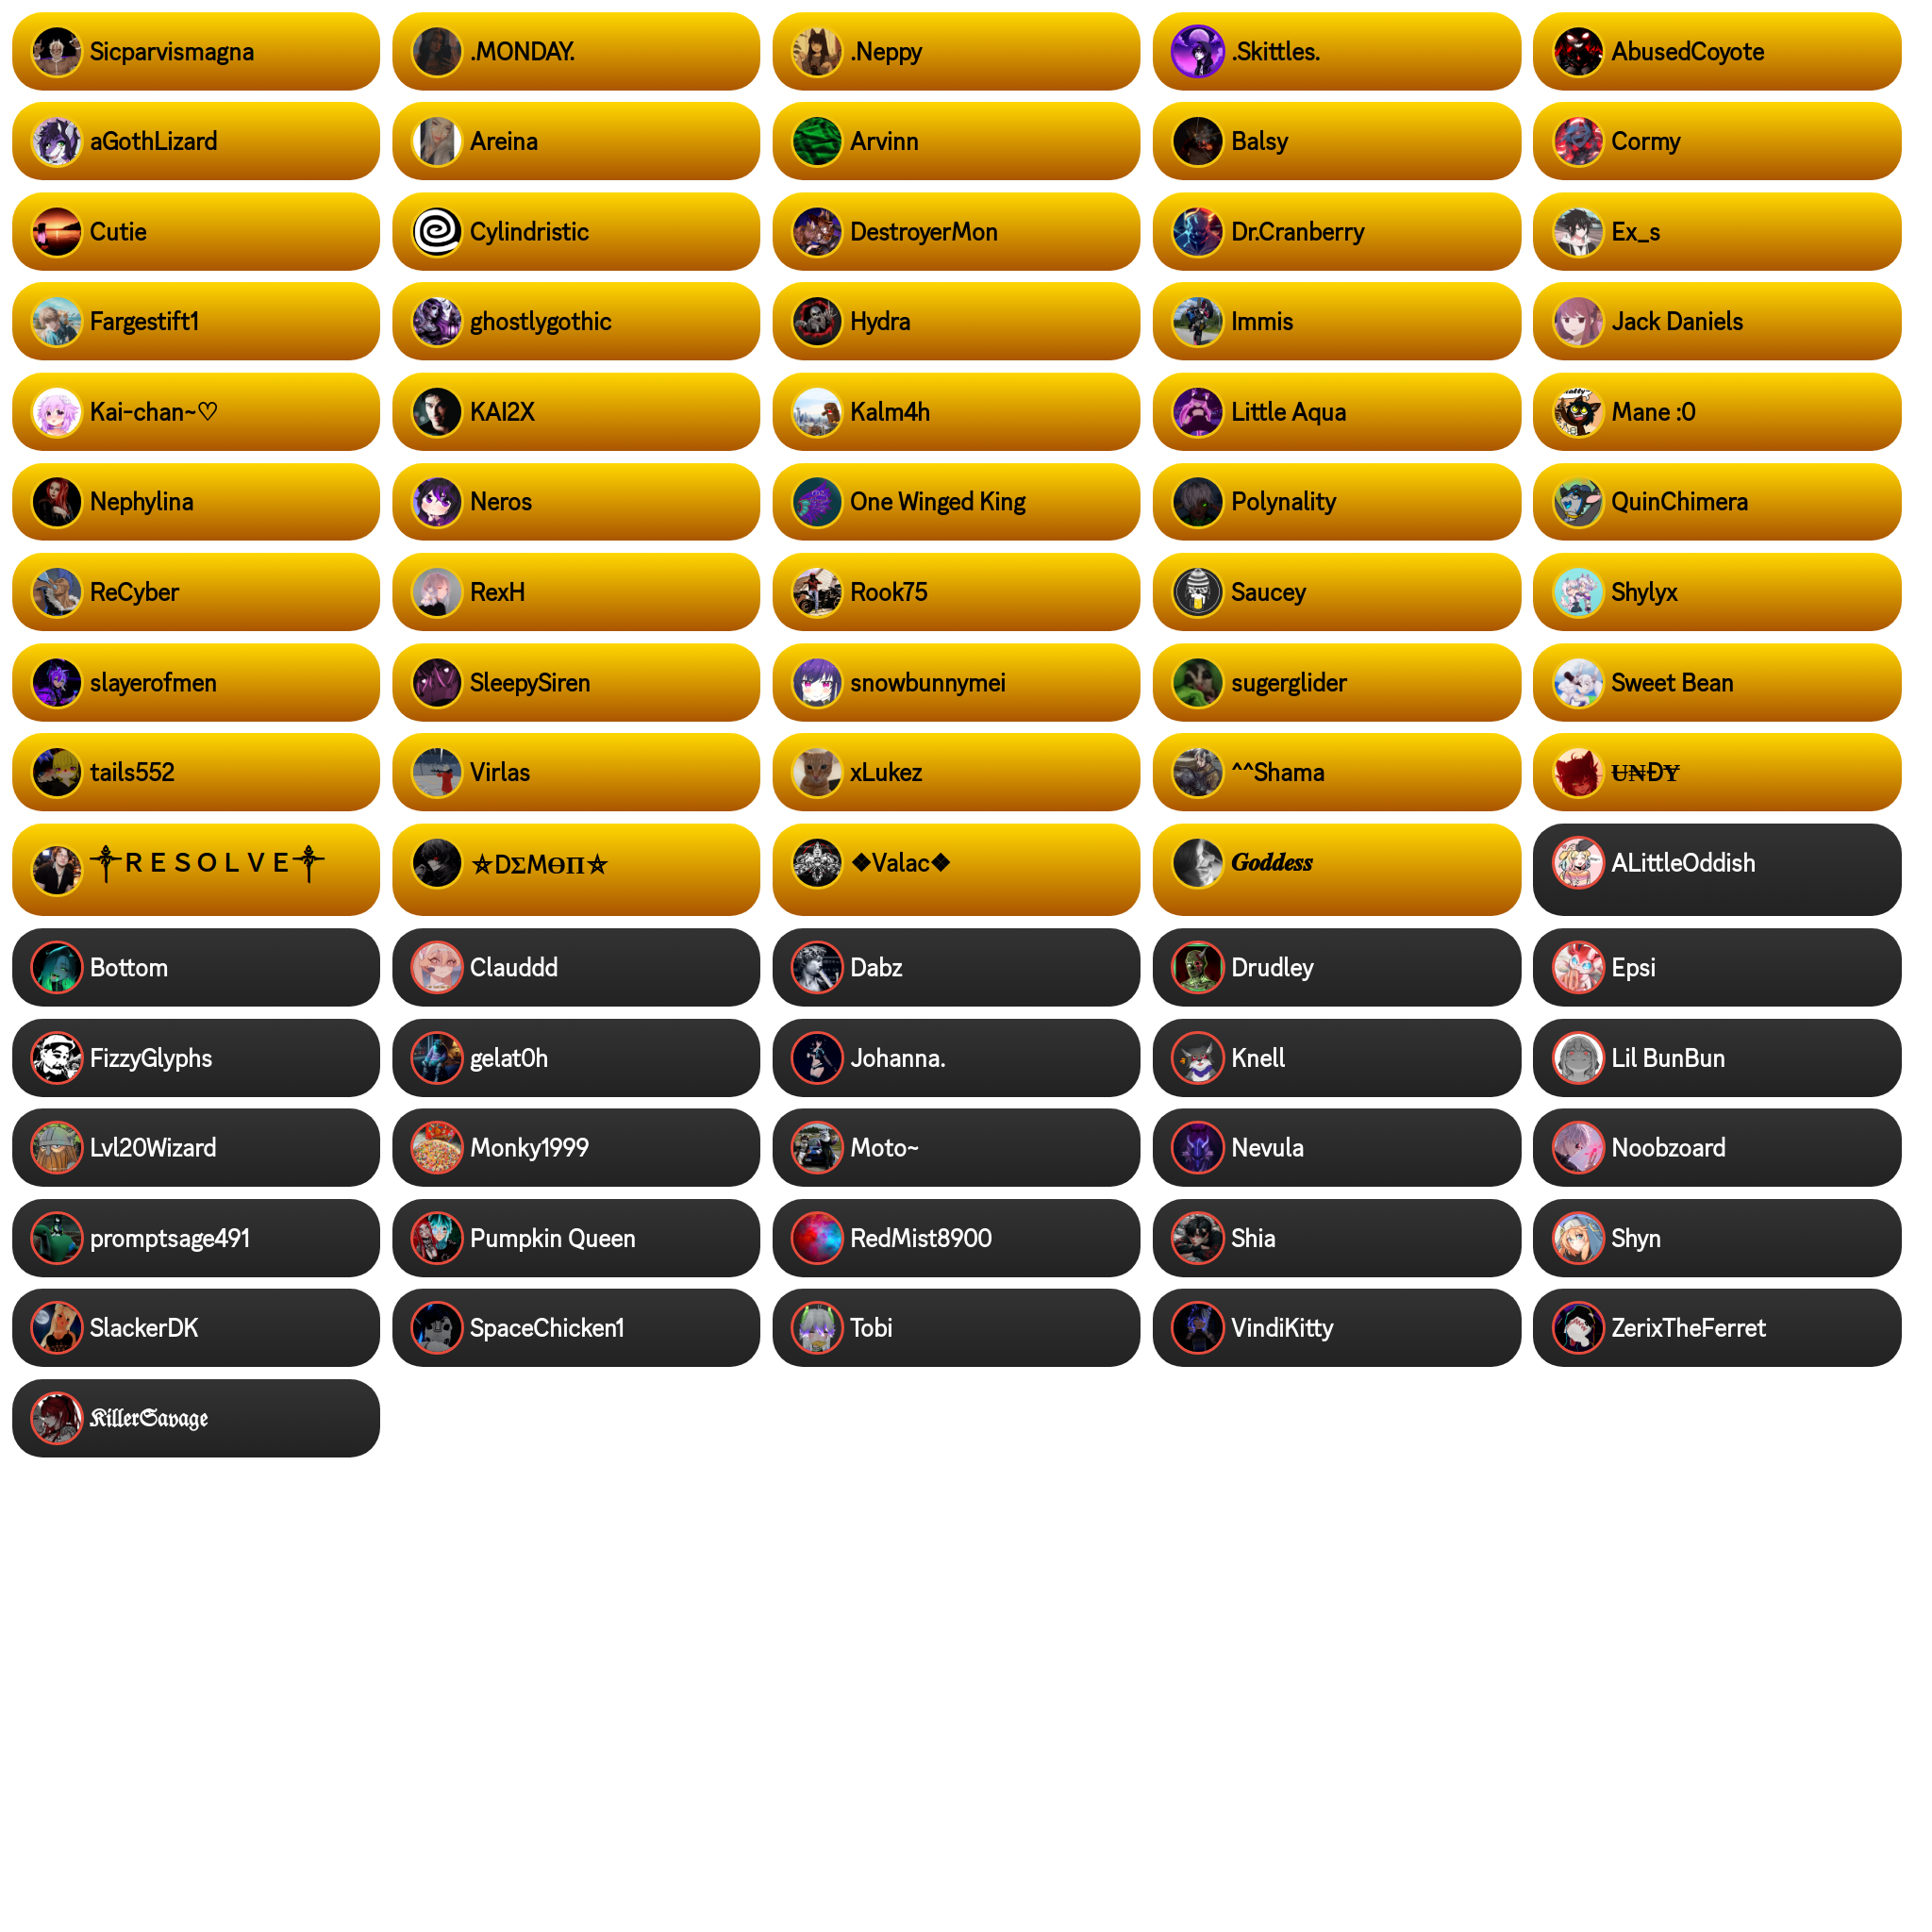 Sicparvismagna
.MONDAY.
.Neppy
.Skittles.
AbusedCoyote
aGothLizard
Areina
Arvinn
Balsy
Cormy
Cutie
Cylindristic
DestroyerMon
Dr.Cranberry
Ex_s
Fargestift1
ghostlygothic
Hydra
Immis
Jack Daniels
Kai-chan~♡
KAI2X
Kalm4h
Little Aqua
Mane :0
Nephylina
Neros
One Winged King
Polynality
QuinChimera
ReCyber
RexH
Rook75
Saucey
Shylyx
slayerofmen
SleepySiren
snowbunnymei
sugerglider
Sweet Bean
tails552
Virlas
xLukez
^^Shama
U̶₦ĐɎ
༒ＲＥＳＯＬＶＥ༒
⛤DΣMӨП⛤
❖Valac❖
𝑮𝒐𝒅𝒅𝒆𝒔𝒔
ALittleOddish
Bottom
Clauddd
Dabz
Drudley
Epsi
FizzyGlyphs
gelat0h
Johanna.
Knell
Lil BunBun
Lvl20Wizard
Monky1999
Moto~
Nevula
Noobzoard
promptsage491
Pumpkin Queen
RedMist8900
Shia
Shyn
SlackerDK
SpaceChicken1
Tobi
VindiKitty
ZerixTheFerret
𝕶𝖎𝖑𝖑𝖊𝖗𝕾𝖆𝖛𝖆𝖌𝖊